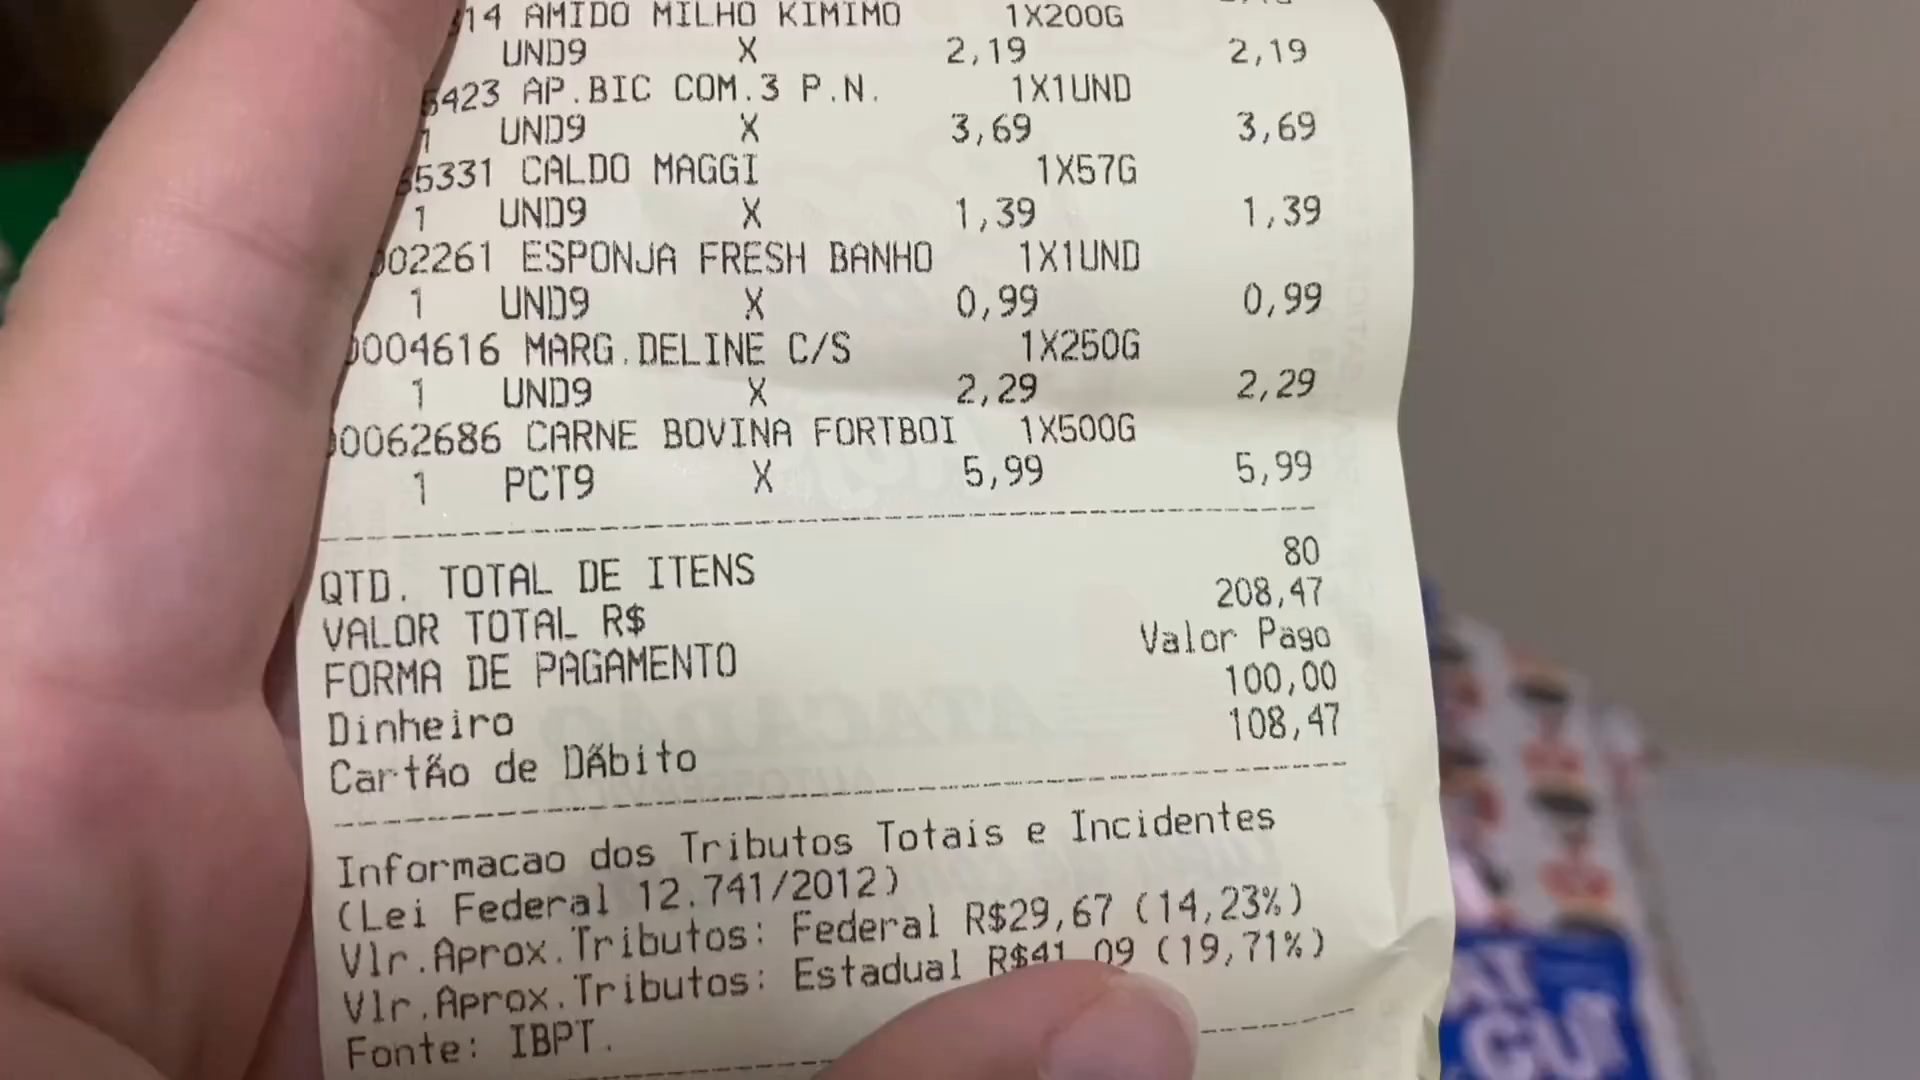 14 AMIDO MILHO KIMIMO 1X200G
UND9 X 2,19 2,19
5423 AP.BIC COM.3 P.N. 1X1UND
1 UND9 X 3,69 3,69
5331 CALDO MAGGI 1X57G
1 UND9 X 1,39 1,39
002261 ESPONJA FRESH BANHO 1X1UND
1 UND9 X 0,99 0,99
0004616 MARG.DELINE C/S 1X250G
1 UND9 X 2,29 2,29
00062686 CARNE BOVINA FORTBOI 1X500G
1 PCT9 X 5,99 5,99
QTD. TOTAL DE ITENS 80
VALOR TOTAL R$ 208,47
FORMA DE PAGAMENTO Valor Pago
Dinheiro 100,00
CartÃo de DÃbito 108,47
Informacao dos Tributos Totais e Incidentes
(Lei Federal 12.741/2012)
Vlr.Aprox.Tributos: Federal R$29,67 (14,23%)
Vlr.Aprox.Tributos: Estadual R$41,09 (19,71%)
Fonte: IBPT.